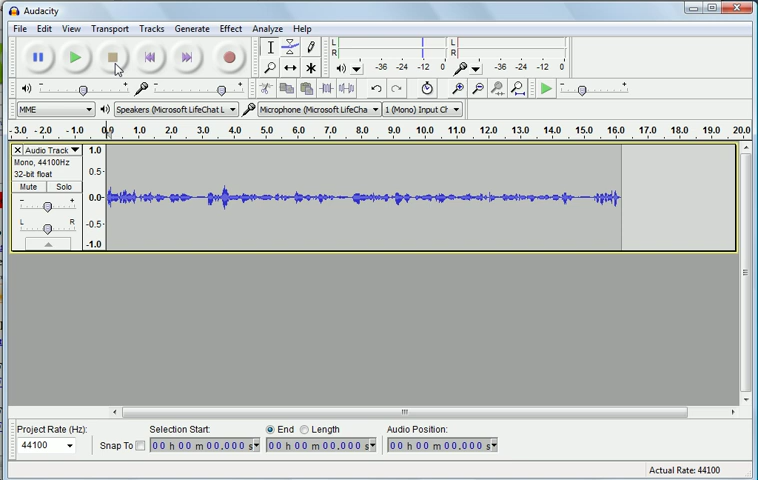 Audacity
File Edit View Transport Tracks Generate Effect Analyze Help
L
R
-36 -24 -12 0
L
R
-36 -24 -12 0
- +
- +
- +
MME
Speakers (Microsoft LifeChat L
Microphone (Microsoft LifeCha
1 (Mono) Input Ch
-3.0 -2.0 -1.0 0.0 1.0 2.0 3.0 4.0 5.0 6.0 7.0 8.0 9.0 10.0 11.0 12.0 13.0 14.0 15.0 16.0 17.0 18.0 19.0 20.0
Audio Track
Mono, 44100Hz
32-bit float
Mute Solo
- +
L R
1.0
0.5
0.0
-0.5
-1.0
Project Rate (Hz):
44100
Snap To
Selection Start:
00 h 00 m 00.000 s
End Length
00 h 00 m 00.000 s
Audio Position:
00 h 00 m 00.000 s
Actual Rate: 44100